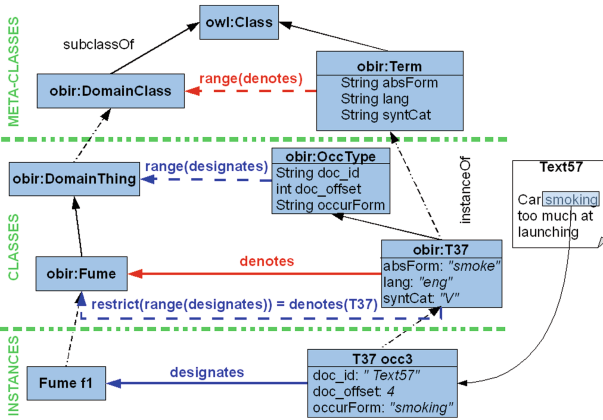 owl:Class
subclassOf
META-CLASSES
obir:DomainClass
range(denotes)
obir:Term
String absForm
String lang
String syntCat
obir:DomainThing
range(designates)
obir:OccType
String doc_id
int doc_offset
String occurForm
instanceOf
Text57
Car smoking
too much at
launching
CLASSES
obir:Fume
denotes
obir:T37
absForm: "smoke"
lang: "eng"
syntCat: "V"
restrict(range(designates)) = denotes(T37)
INSTANCES
Fume f1
designates
T37 occ3
doc_id: " Text57"
doc_offset: 4
occurForm: "smoking"